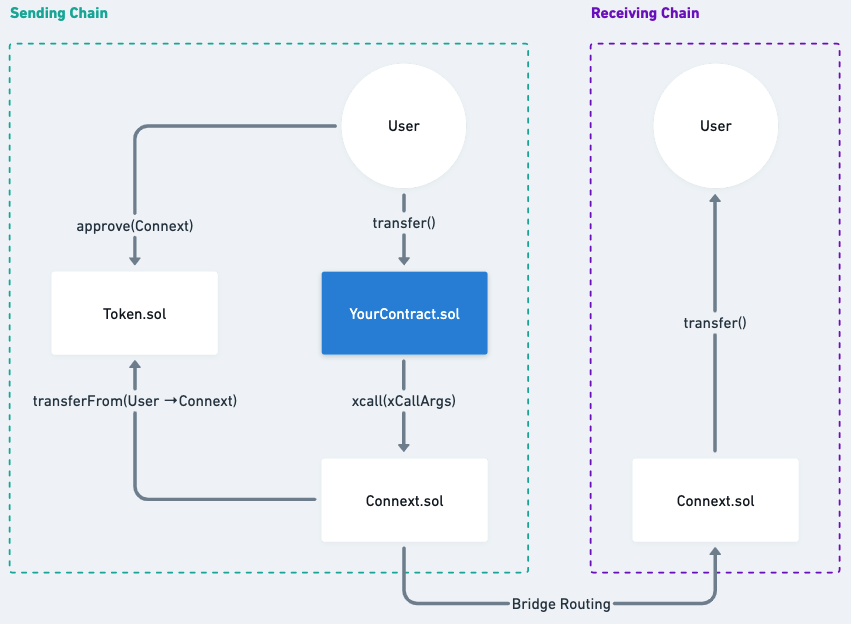 Sending Chain
Receiving Chain
User
User
approve(Connext)
transfer()
Token.sol
YourContract.sol
transfer()
transferFrom(User →Connext)
xcall(xCallArgs)
Connext.sol
Connext.sol
Bridge Routing